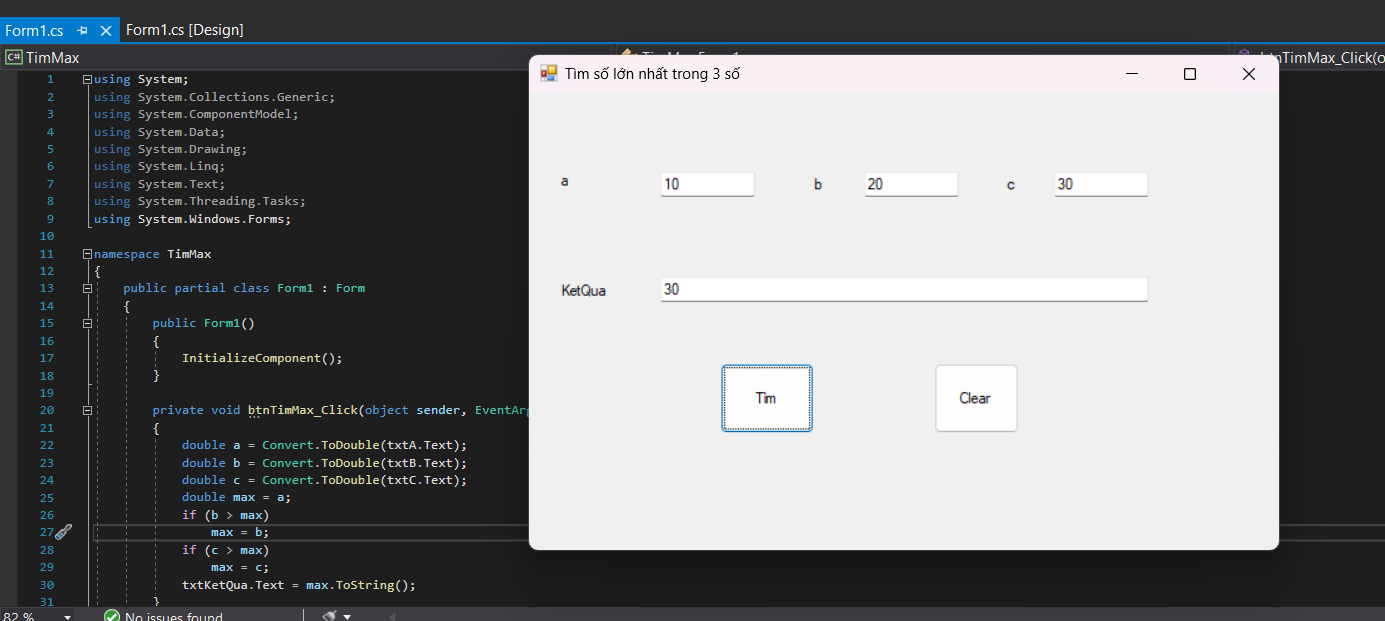 Form1.cs
Form1.cs [Design]
C# TimMax
TimMax_Click(o
1 using System;
2 using System.Collections.Generic;
3 using System.ComponentModel;
4 using System.Data;
5 using System.Drawing;
6 using System.Linq;
7 using System.Text;
8 using System.Threading.Tasks;
9 using System.Windows.Forms;
10
11 namespace TimMax
12 {
13 public partial class Form1 : Form
14 {
15 public Form1()
16 {
17 InitializeComponent();
18 }
19
20 private void btnTimMax_Click(object sender, EventArg
21 {
22 double a = Convert.ToDouble(txtA.Text);
23 double b = Convert.ToDouble(txtB.Text);
24 double c = Convert.ToDouble(txtC.Text);
25 double max = a;
26 if (b > max)
27 max = b;
28 if (c > max)
29 max = c;
30 txtKetQua.Text = max.ToString();
31 }
82 %
No issues found
Tìm số lớn nhất trong 3 số
a 10 b 20 c 30
KetQua 30
Tìm Clear